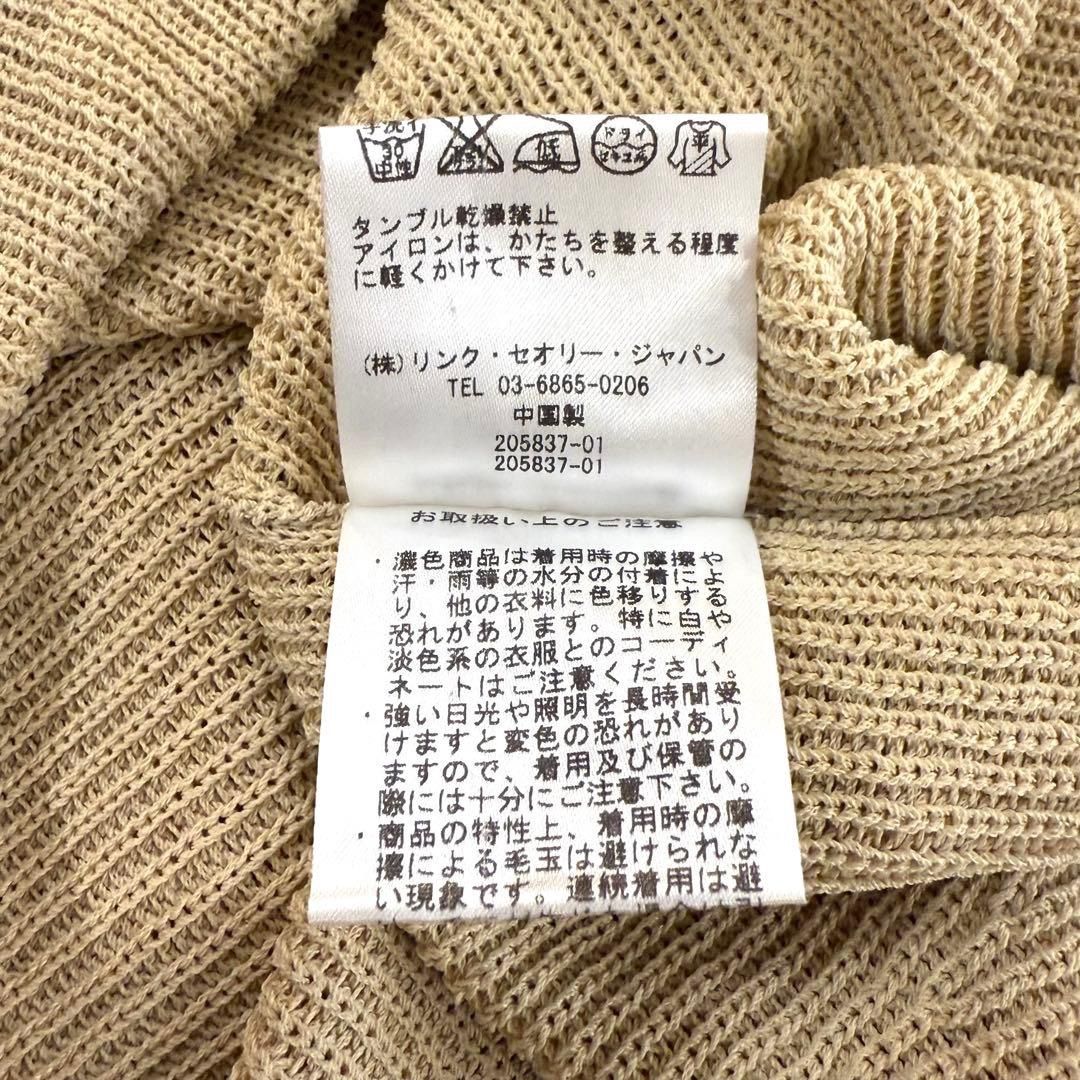 手洗イ
30
中性
低
ドライ
セキユ系
平
タンブル乾燥禁止
アイロンは、かたちを整える程度
に軽くかけて下さい。
(株)リンク・セオリー・ジャパン
TEL 03-6865-0206
中国製
205837-01
205837-01
お取扱い上のご注意
・濃色商品は着用時の摩擦や
汗・雨等の水分の付着によ
り、他の衣料に色移りする
恐れがあります。特に白や
淡色系の衣服とのコーディ
ネートはご注意ください。
・強い日光や照明を長時間受
けますと変色の恐れがあり
ますので、着用及び保管の
際には十分にご注意下さい。
・商品の特性上、着用時の摩
擦による毛玉は避けられな
い現象です。連続着用は避